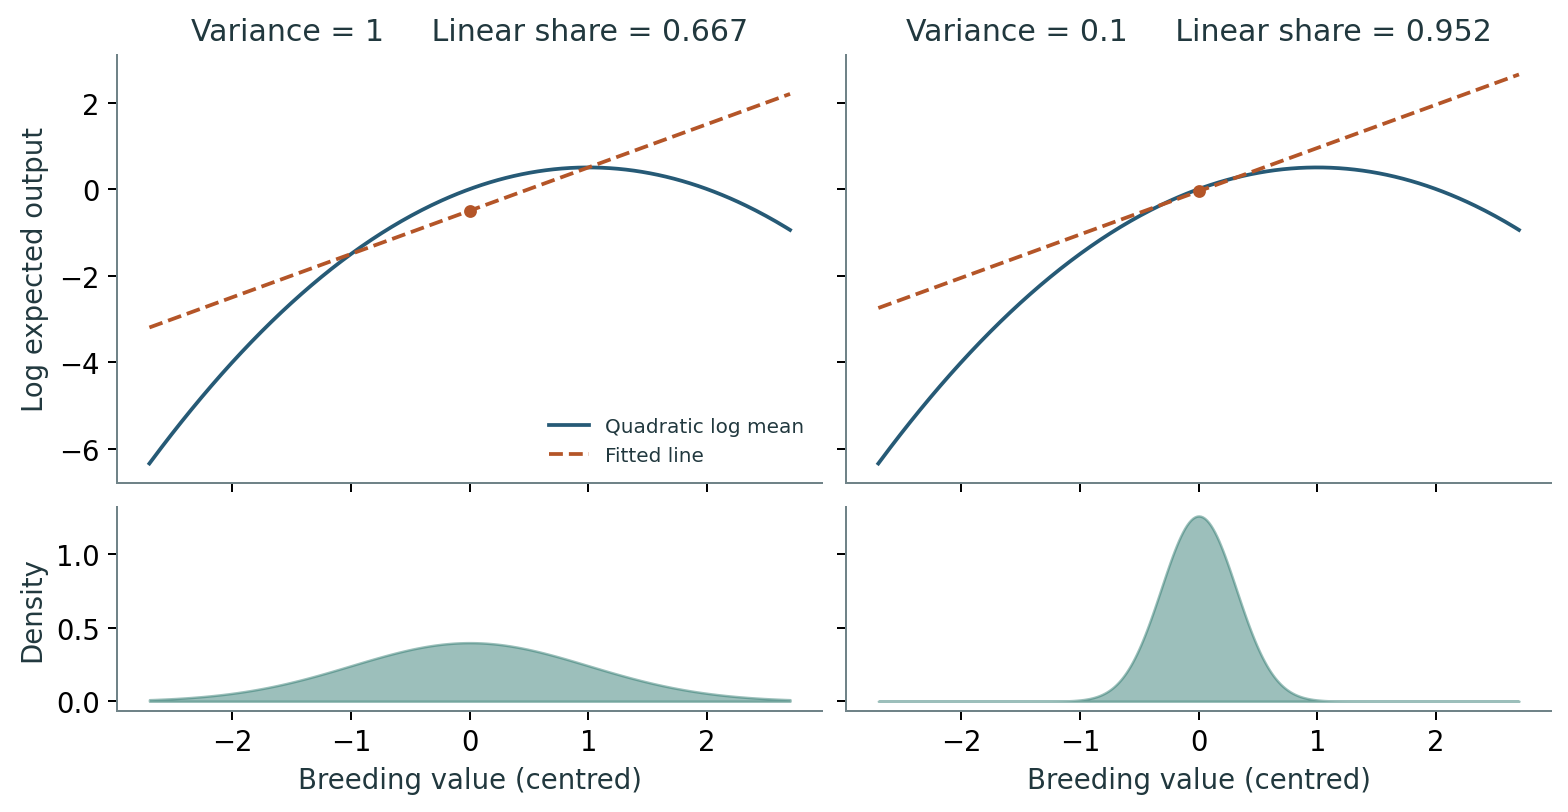 Variance = 1 Linear share = 0.667
Variance = 0.1 Linear share = 0.952
Log expected output
2
0
−2
−4
−6
Quadratic log mean
Fitted line
Density
1.0
0.5
0.0
−2 −1 0 1 2
−2 −1 0 1 2
Breeding value (centred)
Breeding value (centred)